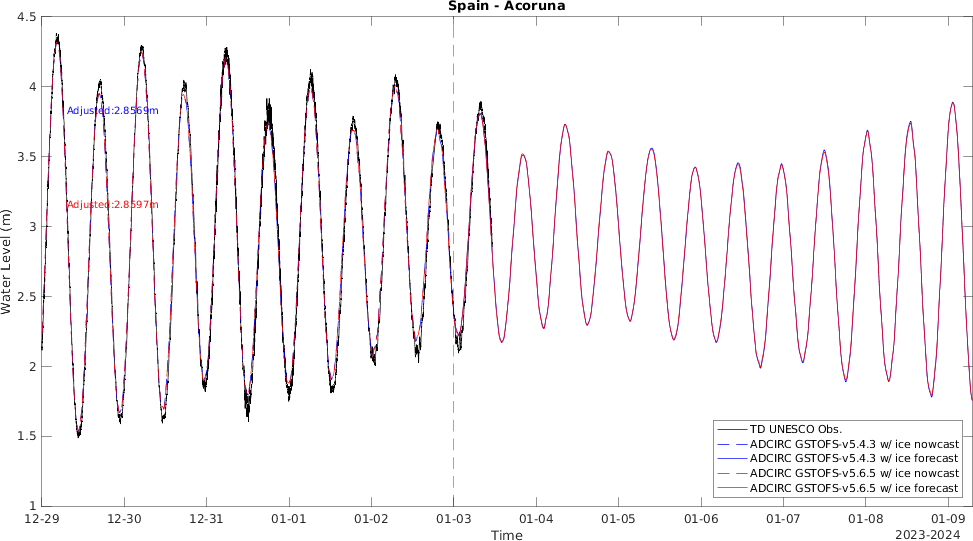 Spain - Acoruna
4.5
4
3.5
3
2.5
2
1.5
1
Water Level (m)
Adjusted:2.8569m
Adjusted:2.8597m
TD UNESCO Obs.
ADCIRC GSTOFS-v5.4.3 w/ ice nowcast
ADCIRC GSTOFS-v5.4.3 w/ ice forecast
ADCIRC GSTOFS-v5.6.5 w/ ice nowcast
ADCIRC GSTOFS-v5.6.5 w/ ice forecast
12-29 12-30 12-31 01-01 01-02 01-03 01-04 01-05 01-06 01-07 01-08 01-09
Time
2023-2024